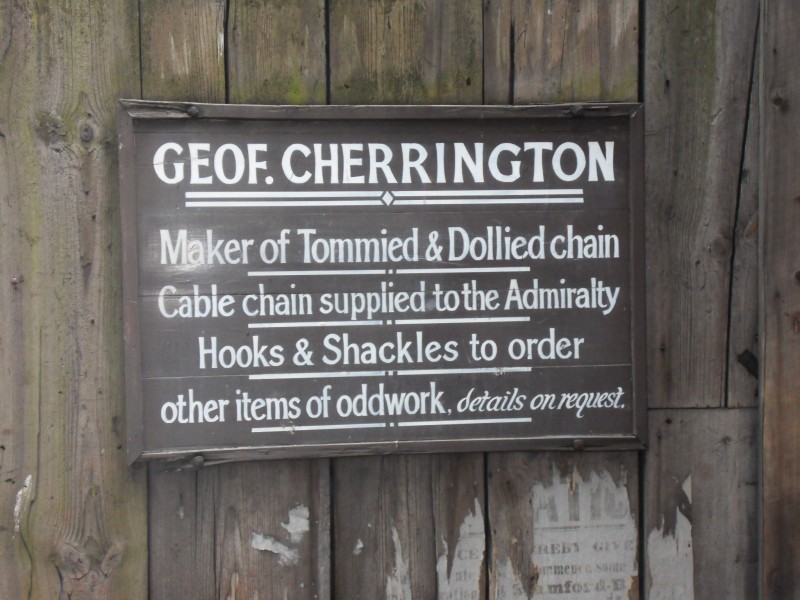 GEOF. CHERRINGTON
Maker of Tommied & Dollied chain
Cable chain supplied to the Admiralty
Hooks & Shackles to order
other items of oddwork, details on request.